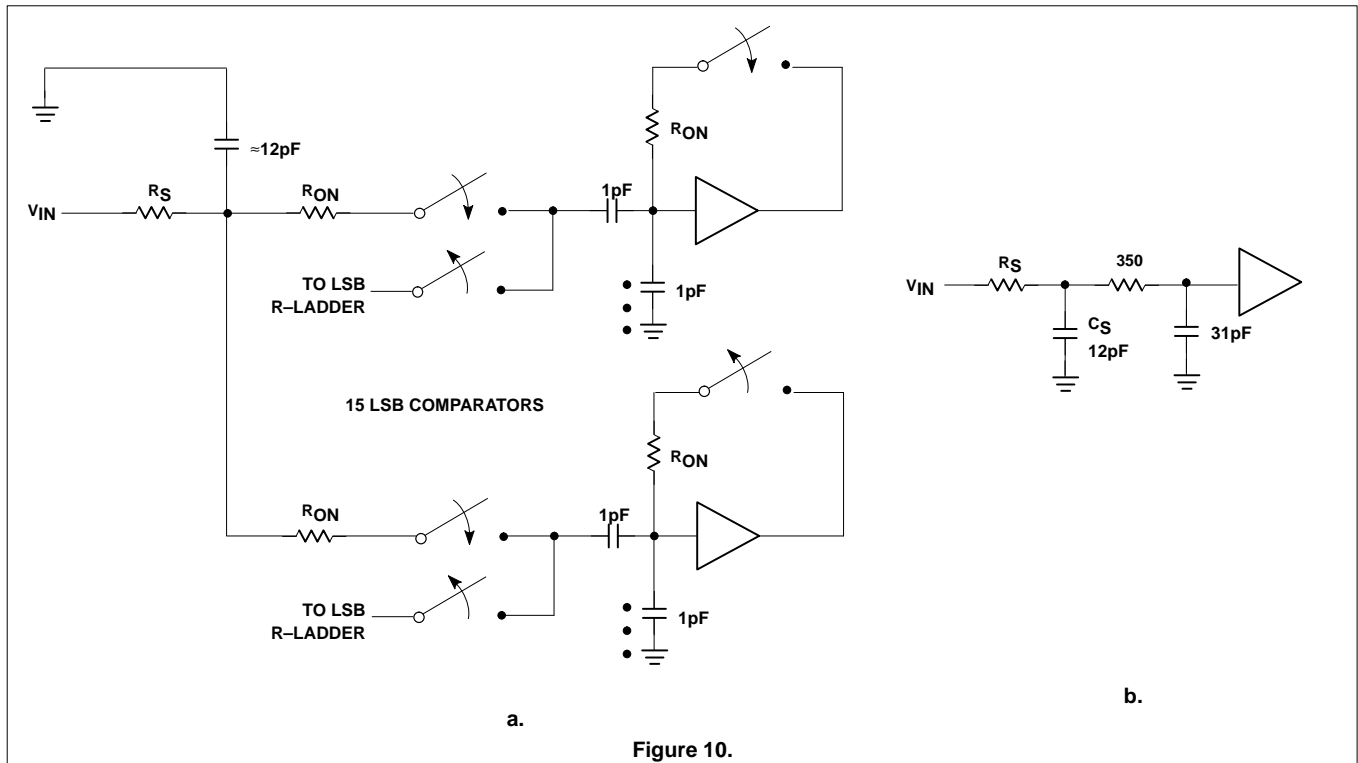 ≈12pF
RS
VIN
RON
1pF
RON
TO LSB
R–LADDER
1pF
15 LSB COMPARATORS
RON
1pF
RON
TO LSB
R–LADDER
1pF
a.
VIN
RS
350
CS
12pF
31pF
b.
Figure 10.